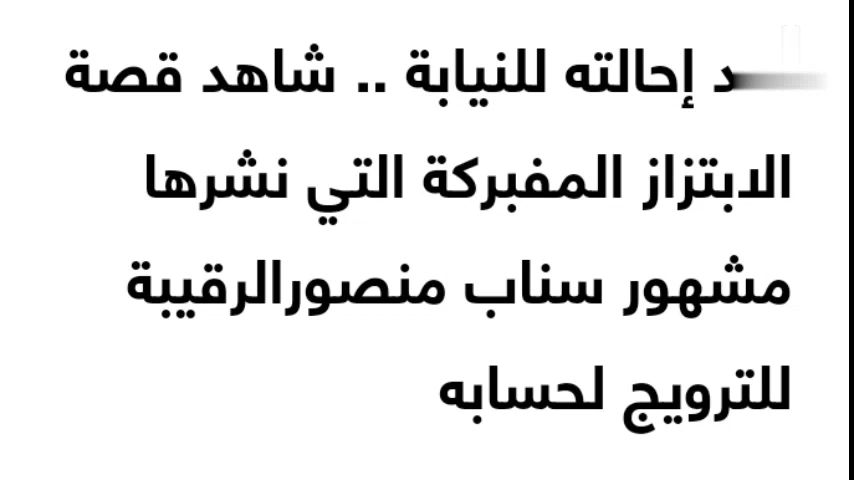 إحالته للنيابة .. شاهد قصة
الابتزاز المفبركة التي نشرها
مشهور سناب منصورالرقيبة
للترويج لحسابه